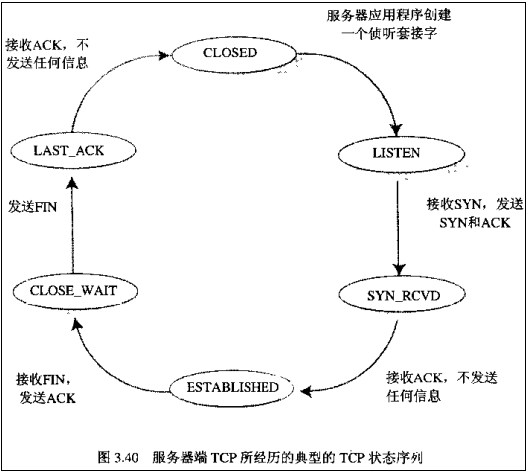 服务器应用程序创建
一个侦听套接字
接收ACK，不
发送任何信息
CLOSED
LAST_ACK
LISTEN
发送FIN
接收SYN，发送
SYN和ACK
CLOSE_WAIT
SYN_RCVD
接收FIN，
发送ACK
ESTABLISHED
接收ACK，不发送
任何信息
图 3.40 服务器端 TCP 所经历的典型的 TCP 状态序列